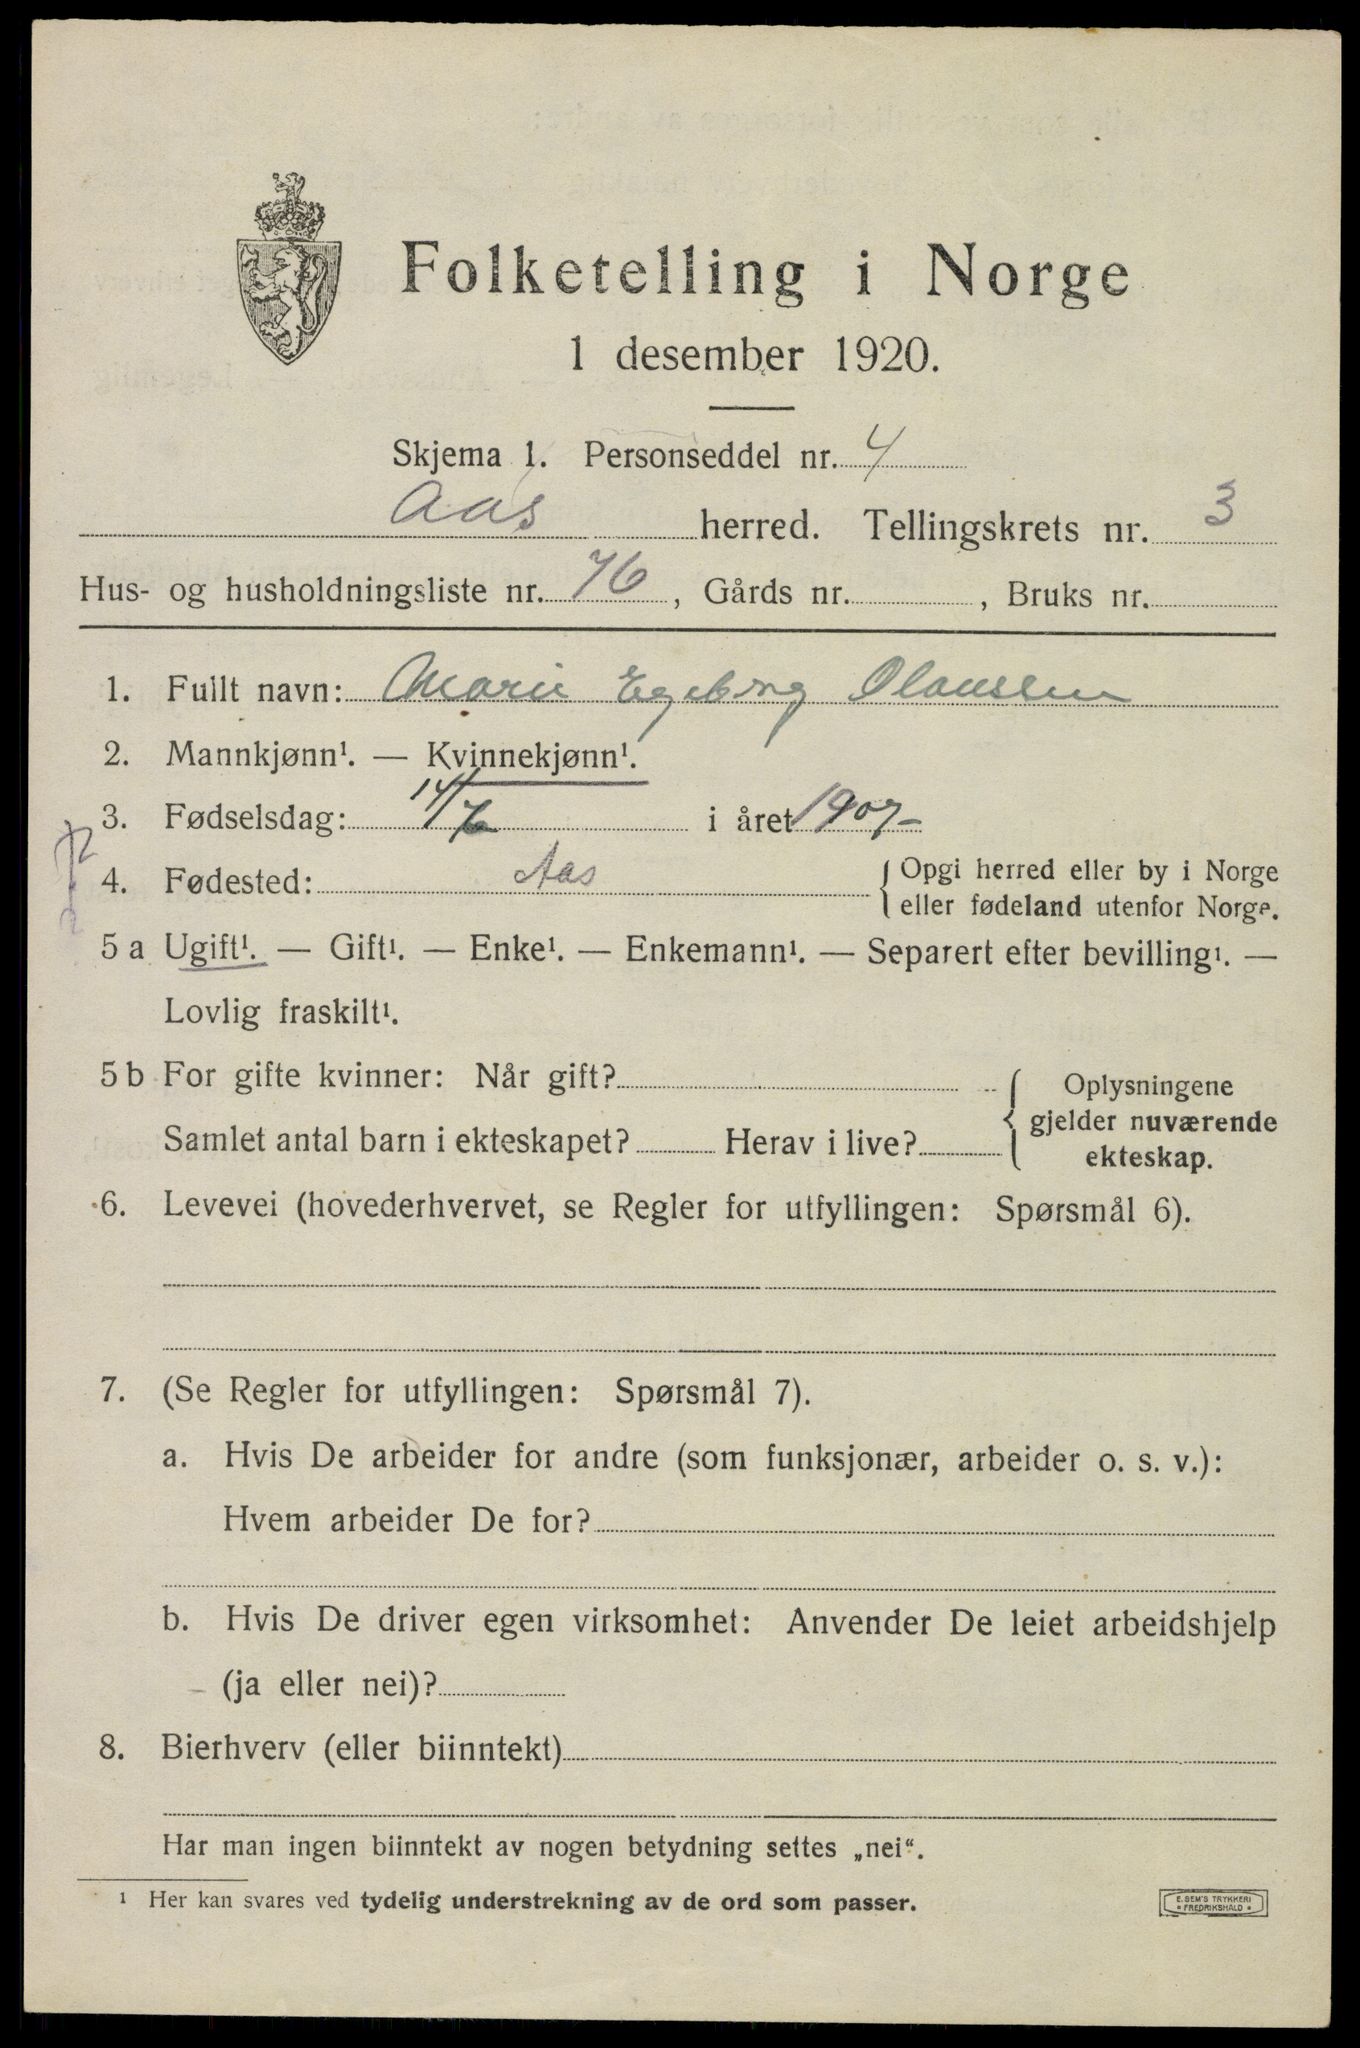 Folketelling i Norge
1 desember 1920.
Skjema 1. Personseddel nr. 4
Aas herred. Tellingskrets nr. 3
Hus- og husholdningsliste nr. 76, Gårds nr. , Bruks nr.
1. Fullt navn: Marie Egeborg Olaussen
2. Mannkjønn¹. — Kvinnekjønn¹.
3. Fødselsdag: 14/7 i året 1907
4. Fødested: Aas { Opgi herred eller by i Norge
eller fødeland utenfor Norge.
5 a Ugift¹. — Gift¹. — Enke¹. — Enkemann¹. — Separert efter bevilling¹. —
Lovlig fraskilt¹.
5 b For gifte kvinner: Når gift? { Oplysningene
gjelder nuværende
Samlet antal barn i ekteskapet? Herav i live?
ekteskap.
6. Levevei (hovederhvervet, se Regler for utfyllingen: Spørsmål 6).
7. (Se Regler for utfyllingen: Spørsmål 7).
a. Hvis De arbeider for andre (som funksjonær, arbeider o. s. v.):
Hvem arbeider De for?
b. Hvis De driver egen virksomhet: Anvender De leiet arbeidshjelp
(ja eller nei)?
8. Bierhverv (eller biinntekt)
Har man ingen biinntekt av nogen betydning settes „nei“.
¹ Her kan svares ved tydelig understrekning av de ord som passer.
E. SEM'S TRYKKERI
FREDRIKSHALD